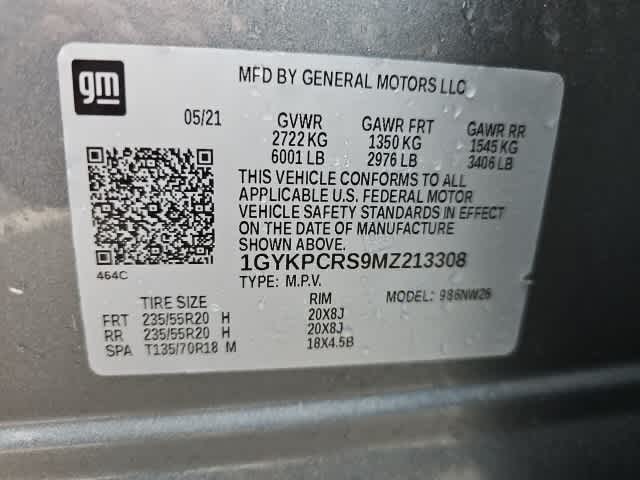 gm
MFD BY GENERAL MOTORS LLC
05/21
GVWR GAWR FRT GAWR RR
2722 KG 1350 KG 1545 KG
6001 LB 2976 LB 3406 LB
THIS VEHICLE CONFORMS TO ALL
APPLICABLE U.S. FEDERAL MOTOR
VEHICLE SAFETY STANDARDS IN EFFECT
ON THE DATE OF MANUFACTURE
SHOWN ABOVE.
464C
1GYKPCRS9MZ213308
TYPE: M.P.V. MODEL: 986NW26
TIRE SIZE RIM
FRT 235/55R20 H 20X8J
RR 235/55R20 H 20X8J
SPA T135/70R18 M 18X4.5B